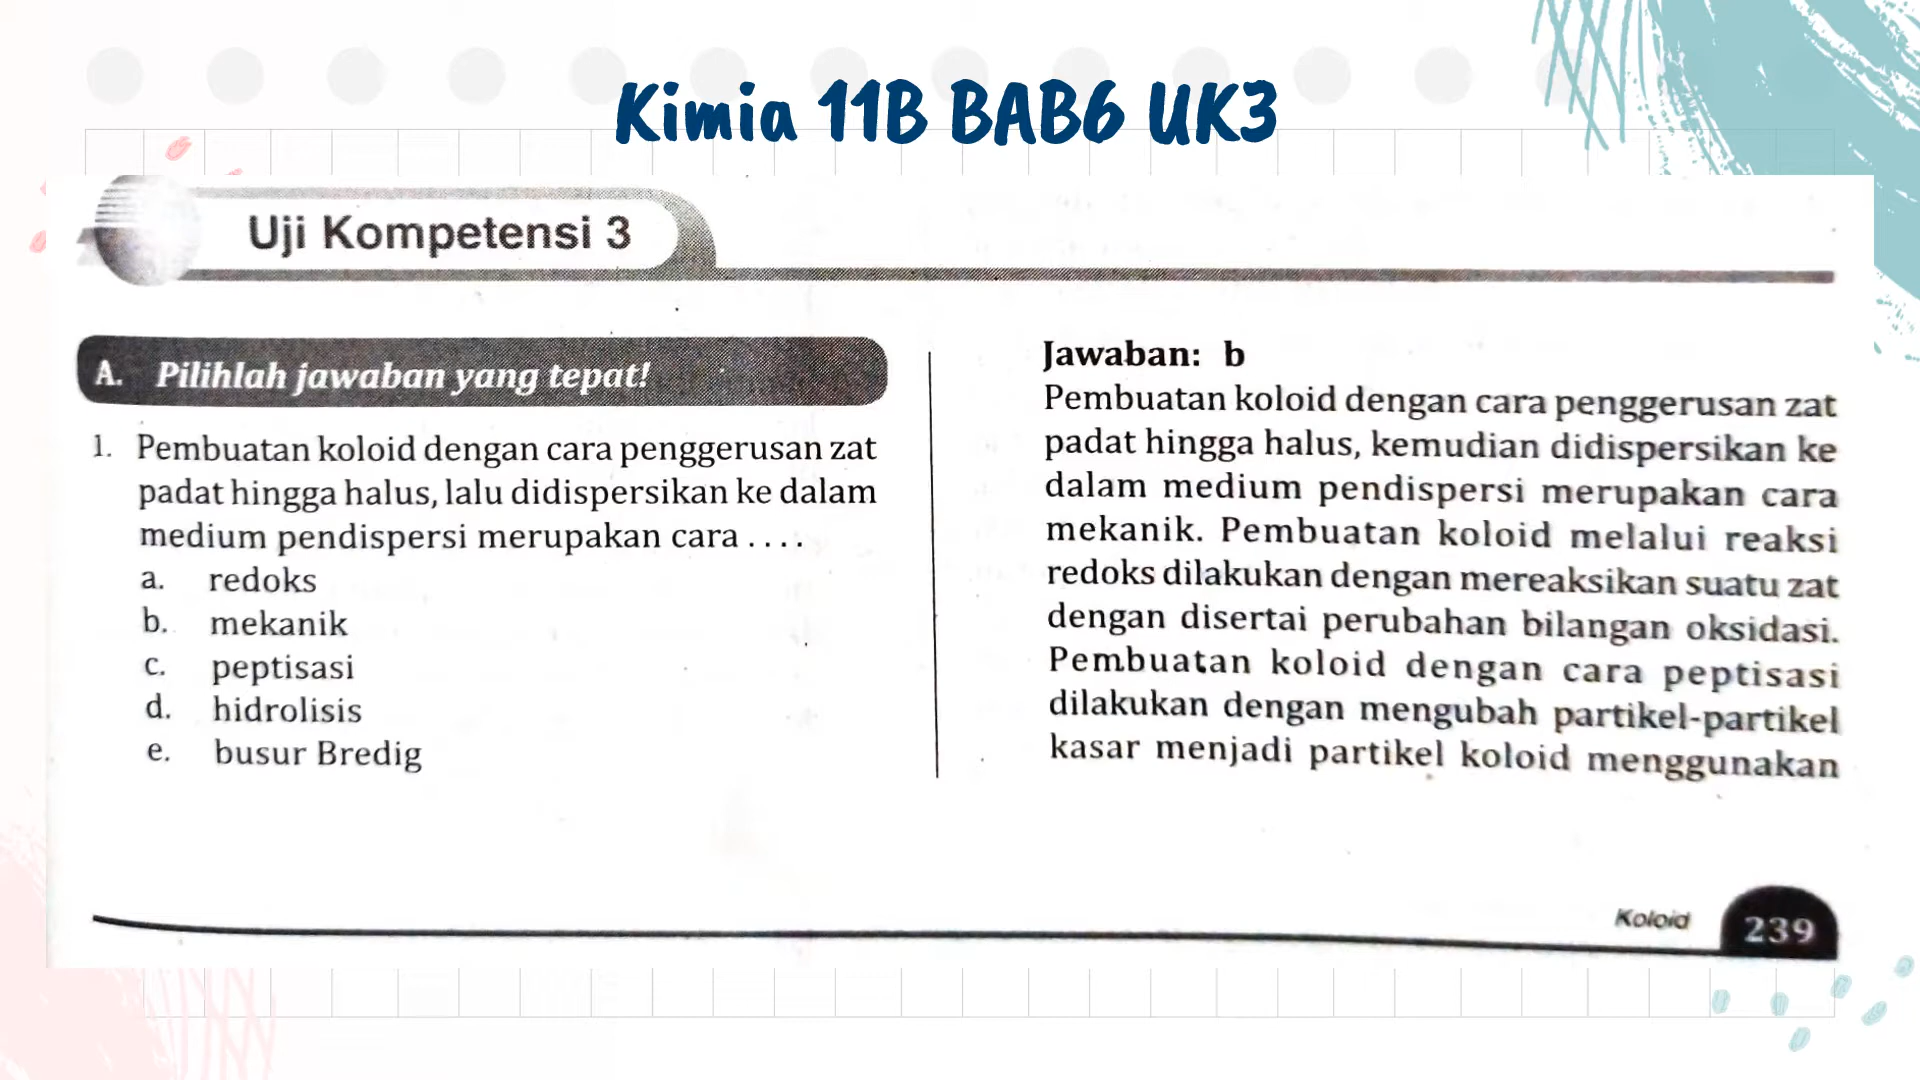 Kimia 11B BAB6 UK3
Uji Kompetensi 3
A. Pilihlah jawaban yang tepat!
1. Pembuatan koloid dengan cara penggerusan zat
padat hingga halus, lalu didispersikan ke dalam
medium pendispersi merupakan cara . . . .
a. redoks
b. mekanik
c. peptisasi
d. hidrolisis
e. busur Bredig
Jawaban: b
Pembuatan koloid dengan cara penggerusan zat
padat hingga halus, kemudian didispersikan ke
dalam medium pendispersi merupakan cara
mekanik. Pembuatan koloid melalui reaksi
redoks dilakukan dengan mereaksikan suatu zat
dengan disertai perubahan bilangan oksidasi.
Pembuatan koloid dengan cara peptisasi
dilakukan dengan mengubah partikel-partikel
kasar menjadi partikel koloid menggunakan
Koloid 239